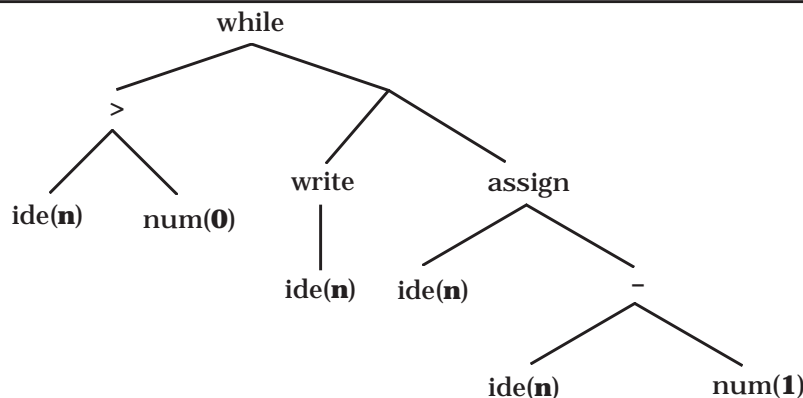 while
>
write assign
ide(n) num(0)
ide(n) ide(n) –
ide(n) num(1)